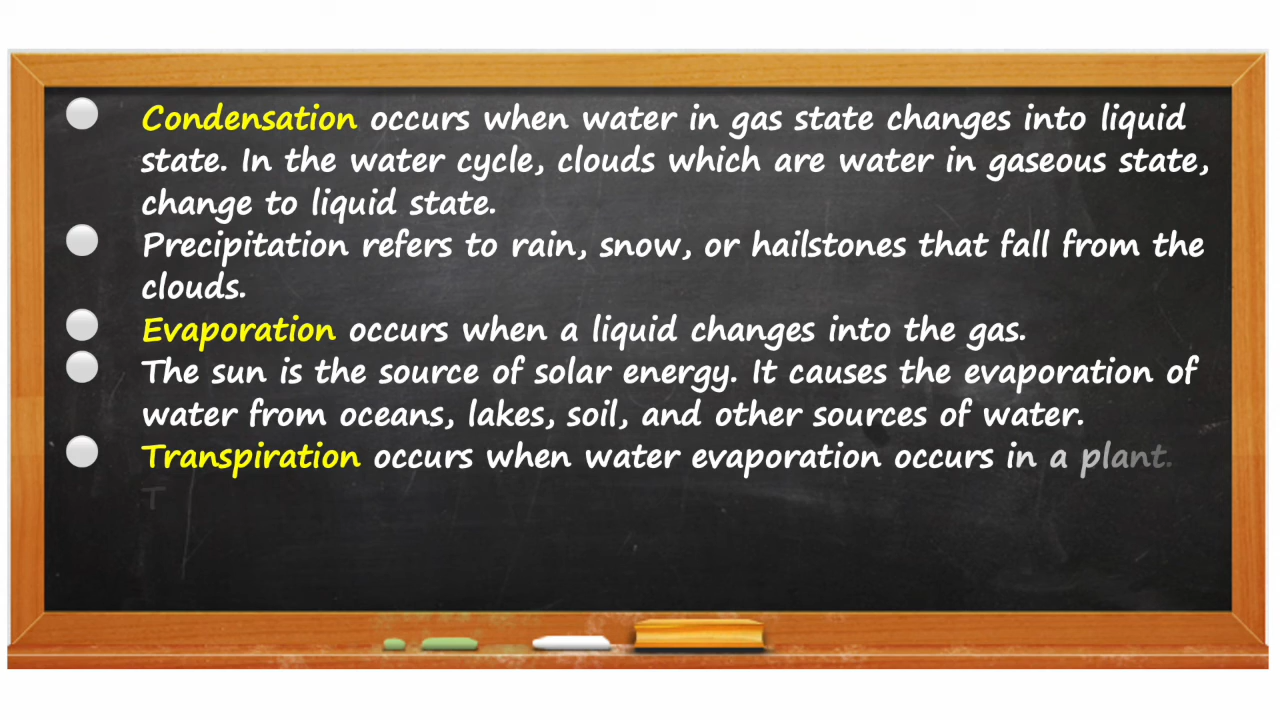 Condensation occurs when water in gas state changes into liquid
state. In the water cycle, clouds which are water in gaseous state,
change to liquid state.
Precipitation refers to rain, snow, or hailstones that fall from the
clouds.
Evaporation occurs when a liquid changes into the gas.
The sun is the source of solar energy. It causes the evaporation of
water from oceans, lakes, soil, and other sources of water.
Transpiration occurs when water evaporation occurs in a plant.
T